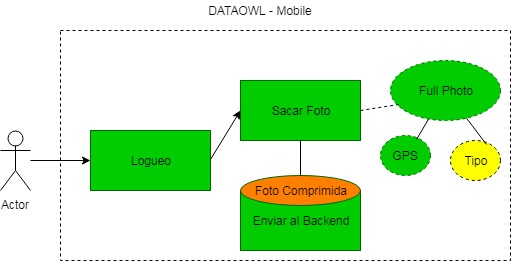 DATAOWL - Mobile
Sacar Foto
Full Photo
Logueo
GPS
Tipo
Actor
Foto Comprimida
Enviar al Backend